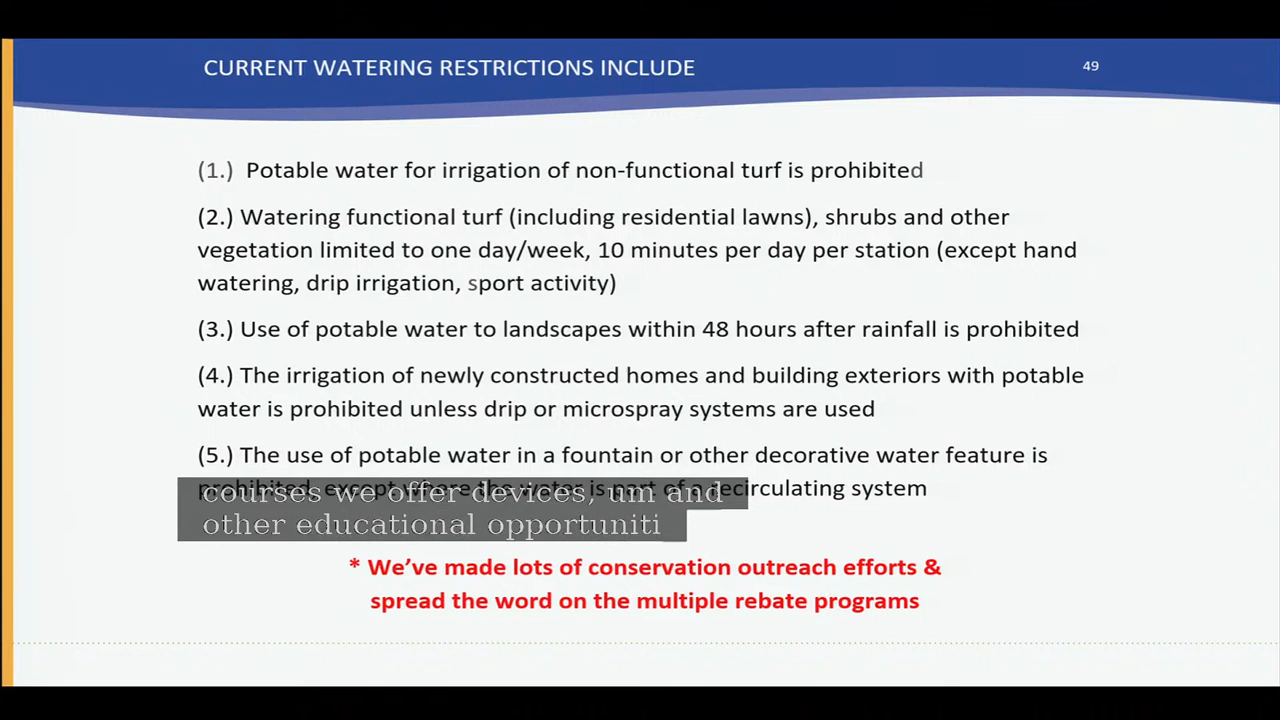 CURRENT WATERING RESTRICTIONS INCLUDE
49
(1.) Potable water for irrigation of non-functional turf is prohibited
(2.) Watering functional turf (including residential lawns), shrubs and other
vegetation limited to one day/week, 10 minutes per day per station (except hand
watering, drip irrigation, sport activity)
(3.) Use of potable water to landscapes within 48 hours after rainfall is prohibited
(4.) The irrigation of newly constructed homes and building exteriors with potable
water is prohibited unless drip or microspray systems are used
(5.) The use of potable water in a fountain or other decorative water feature is
prohibited, except where the water is part of a recirculating system
courses we offer devices, um and
other educational opportuniti
* We’ve made lots of conservation outreach efforts &
spread the word on the multiple rebate programs